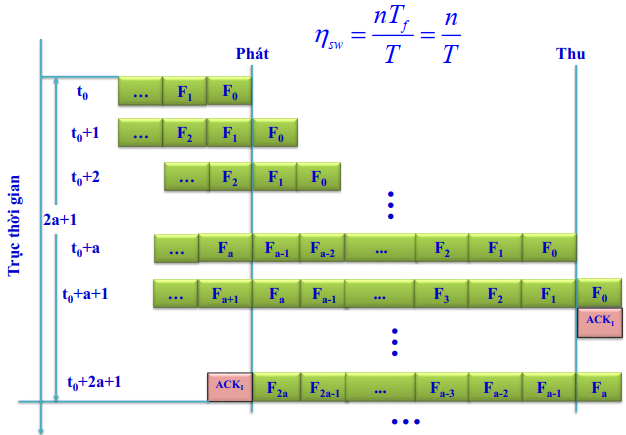 η_sw = nT_f / T = n / T
Phát Thu
t₀ ... F₁ F₀
t₀+1 ... F₂ F₁ F₀
t₀+2 ... F₂ F₁ F₀
Trục thời gian
2a+1
t₀+a ... Fₐ Fₐ₋₁ Fₐ₋₂ ... F₂ F₁ F₀
t₀+a+1 ... Fₐ₊₁ Fₐ Fₐ₋₁ ... F₃ F₂ F₁ F₀
ACK₁
t₀+2a+1 ACK₁ F₂ₐ F₂ₐ₋₁ ... Fₐ₋₃ Fₐ₋₂ Fₐ₋₁ Fₐ
...